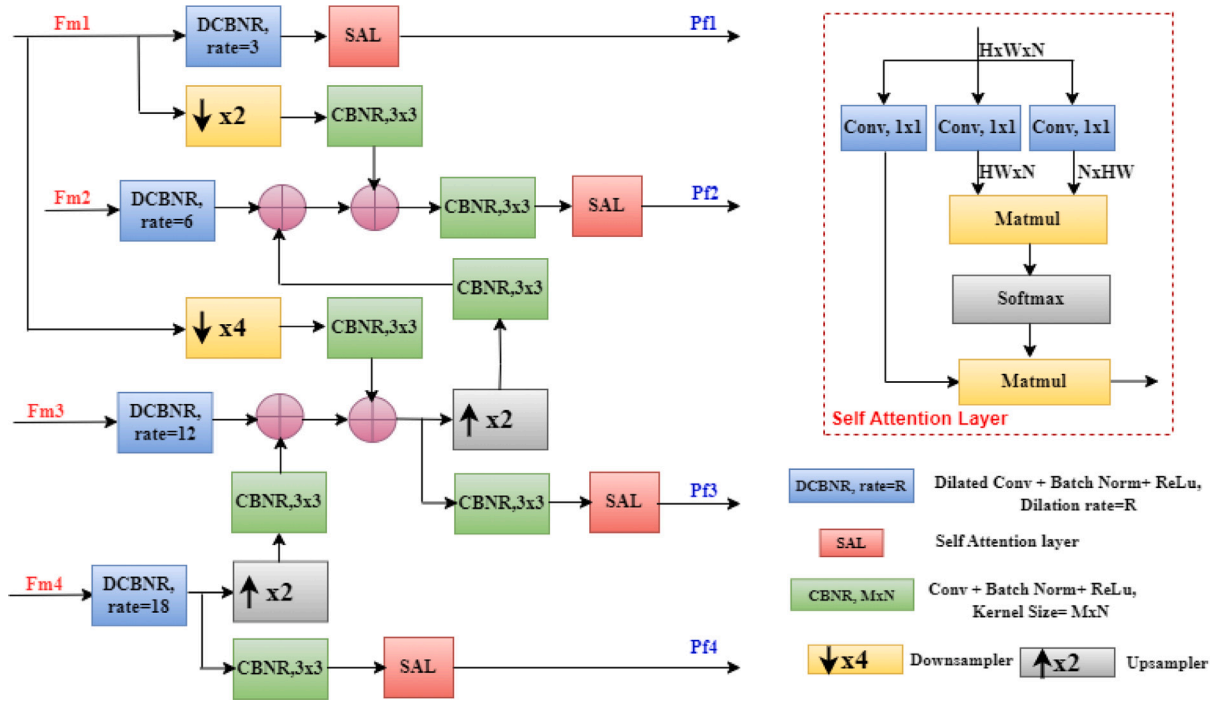 Fm1
DCBNR,
rate=3
SAL
Pf1
x2
CBNR,3x3
Fm2
DCBNR,
rate=6
CBNR,3x3
SAL
Pf2
CBNR,3x3
x4
CBNR,3x3
Fm3
DCBNR,
rate=12
x2
CBNR,3x3
CBNR,3x3
SAL
Pf3
Fm4
DCBNR,
rate=18
x2
CBNR,3x3
SAL
Pf4
HxWxN
Conv, 1x1
Conv, 1x1
Conv, 1x1
HWxN
NxHW
Matmul
Softmax
Matmul
Self Attention Layer
DCBNR, rate=R
Dilated Conv + Batch Norm+ ReLu,
Dilation rate=R
SAL
Self Attention layer
CBNR, MxN
Conv + Batch Norm+ ReLu,
Kernel Size= MxN
x4
Downsampler
x2
Upsampler